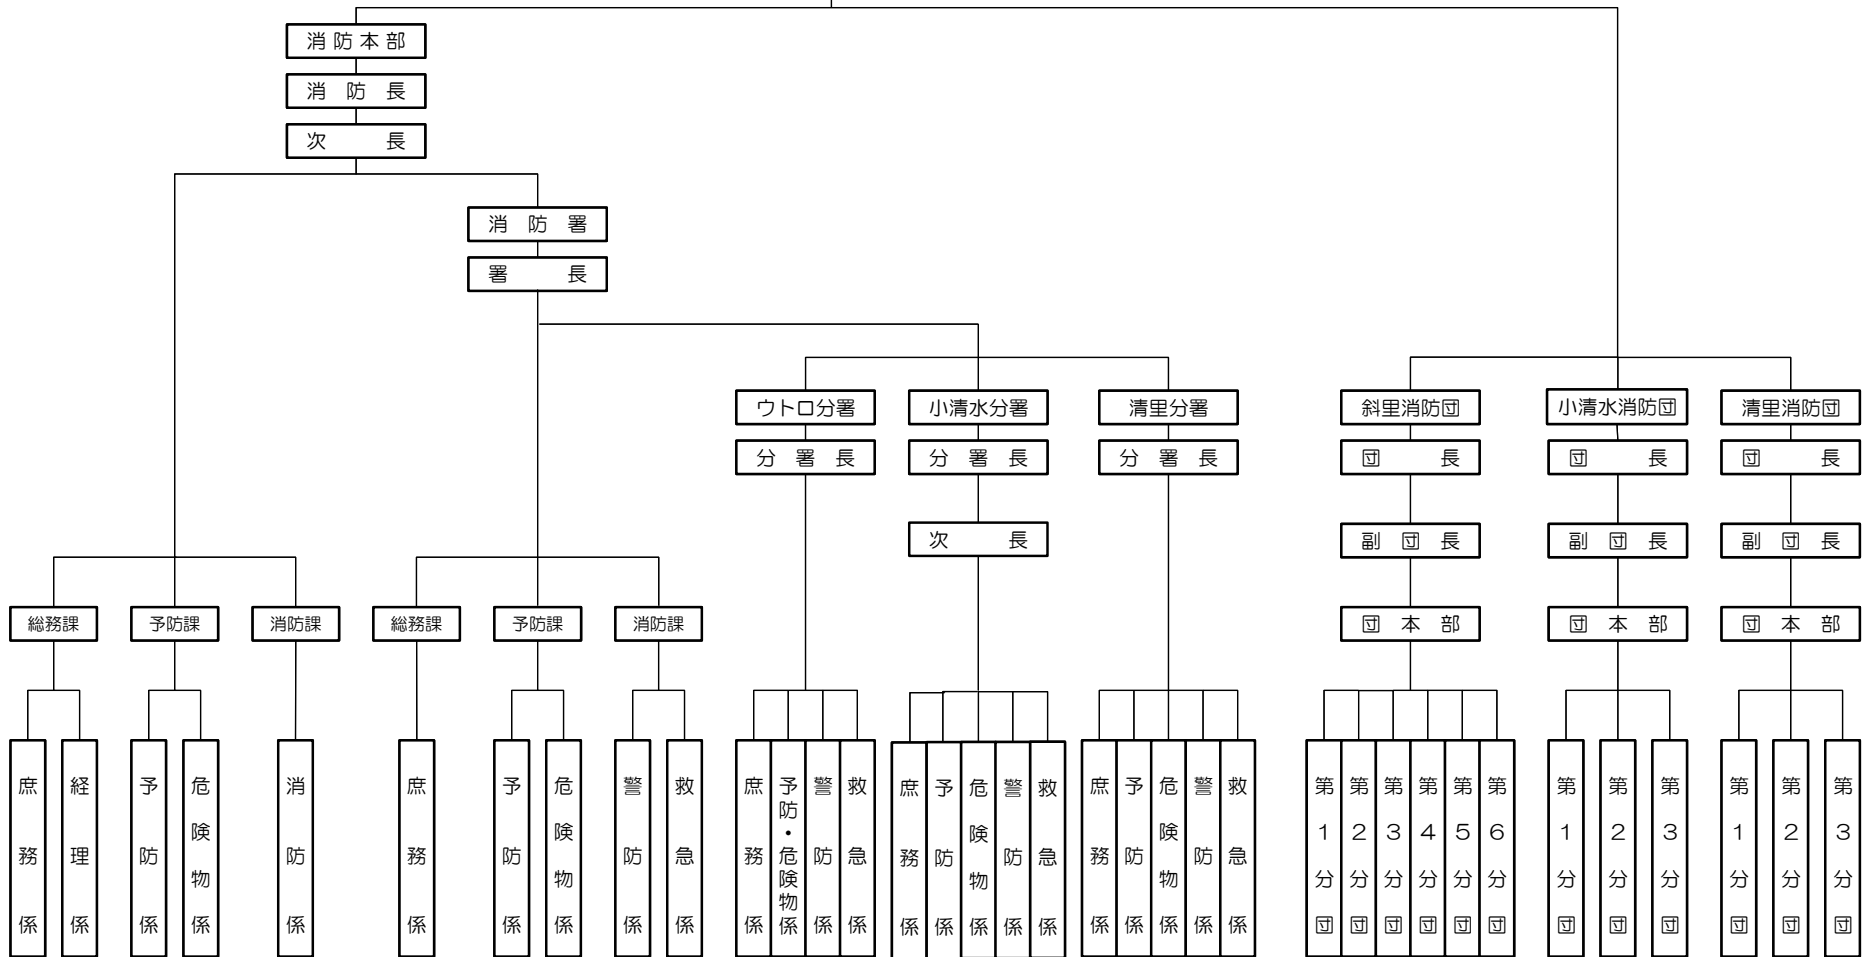 消防本部
消防長
次長
消防署
署長
ウトロ分署 小清水分署 清里分署 斜里消防団 小清水消防団 清里消防団
分署長 分署長 分署長 団長 団長 団長
次長 副団長 副団長 副団長
総務課 予防課 消防課 総務課 予防課 消防課 団本部 団本部 団本部
庶務係
経理係
予防係
危険物係
消防係
庶務係
予防係
危険物係
警防係
救急係
庶務係
予防・危険物係
警防係
救急係
庶務係
予防係
危険物係
警防係
救急係
庶務係
予防係
危険物係
警防係
救急係
第1分団
第2分団
第3分団
第4分団
第5分団
第6分団
第1分団
第2分団
第3分団
第1分団
第2分団
第3分団